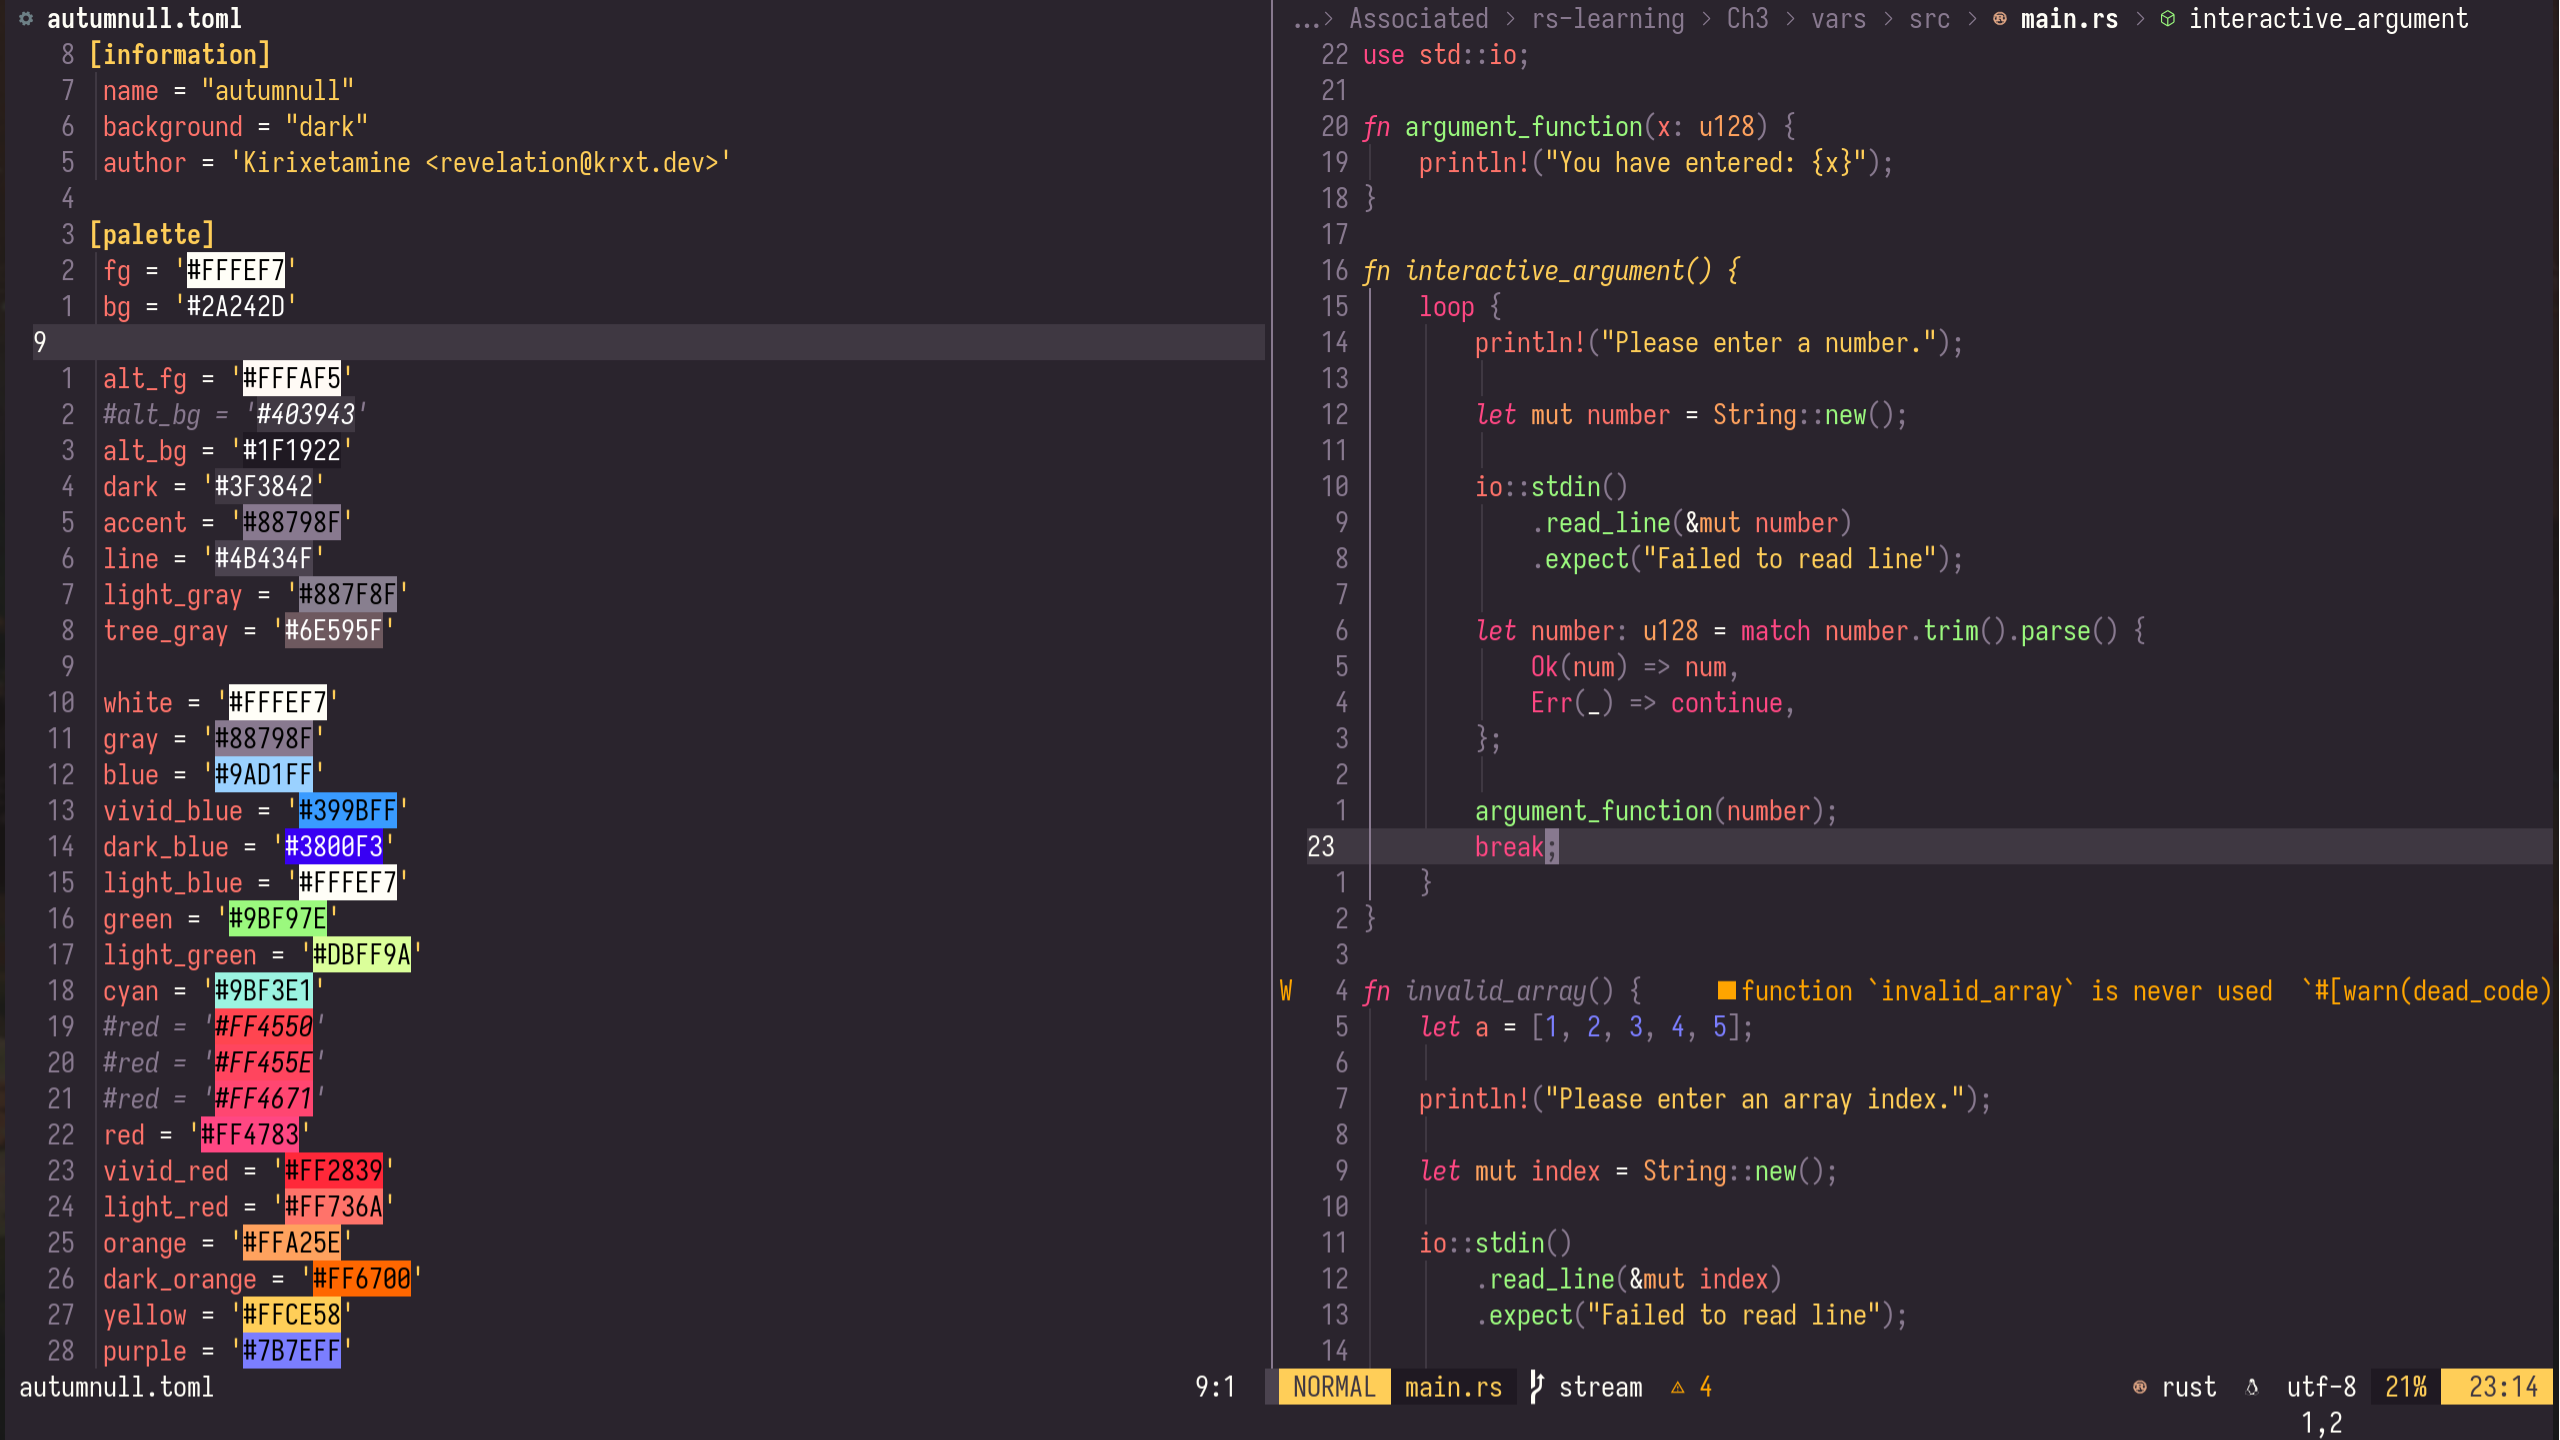 autumnull.toml
8 [information]
7 name = "autumnull"
6 background = "dark"
5 author = 'Kirixetamine <revelation@krxt.dev>'
4
3 [palette]
2 fg = '#FFFEF7'
1 bg = '#2A242D'
9
1 alt_fg = '#FFFAF5'
2 #alt_bg = '#403943'
3 alt_bg = '#1F1922'
4 dark = '#3F3842'
5 accent = '#88798F'
6 line = '#4B434F'
7 light_gray = '#887F8F'
8 tree_gray = '#6E595F'
9
10 white = '#FFFEF7'
11 gray = '#88798F'
12 blue = '#9AD1FF'
13 vivid_blue = '#399BFF'
14 dark_blue = '#3800F3'
15 light_blue = '#FFFEF7'
16 green = '#9BF97E'
17 light_green = '#DBFF9A'
18 cyan = '#9BF3E1'
19 #red = '#FF4550'
20 #red = '#FF455E'
21 #red = '#FF4671'
22 red = '#FF4783'
23 vivid_red = '#FF2839'
24 light_red = '#FF736A'
25 orange = '#FFA25E'
26 dark_orange = '#FF6700'
27 yellow = '#FFCE58'
28 purple = '#7B7EFF'
autumnull.toml 9:1
...> Associated > rs-learning > Ch3 > vars > src > main.rs > interactive_argument
22 use std::io;
21
20 fn argument_function(x: u128) {
19     println!("You have entered: {x}");
18 }
17
16 fn interactive_argument() {
15     loop {
14         println!("Please enter a number.");
13
12         let mut number = String::new();
11
10         io::stdin()
9             .read_line(&mut number)
8             .expect("Failed to read line");
7
6         let number: u128 = match number.trim().parse() {
5             Ok(num) => num,
4             Err(_) => continue,
3         };
2
1         argument_function(number);
23         break;
1     }
2 }
3
W 4 fn invalid_array() { ■function `invalid_array` is never used  `#[warn(dead_code)
5     let a = [1, 2, 3, 4, 5];
6
7     println!("Please enter an array index.");
8
9     let mut index = String::new();
10
11     io::stdin()
12         .read_line(&mut index)
13         .expect("Failed to read line");
14
NORMAL main.rs stream ⚠ 4 rust utf-8 21% 23:14
1,2